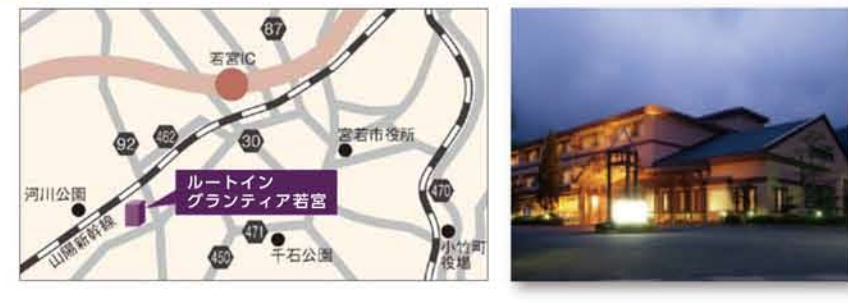 87
若宮IC
92
462
30
宮若市役所
ルートイン
グランティア若宮
河川公園
470
山陽新幹線
471
450
千石公園
小竹町
役場